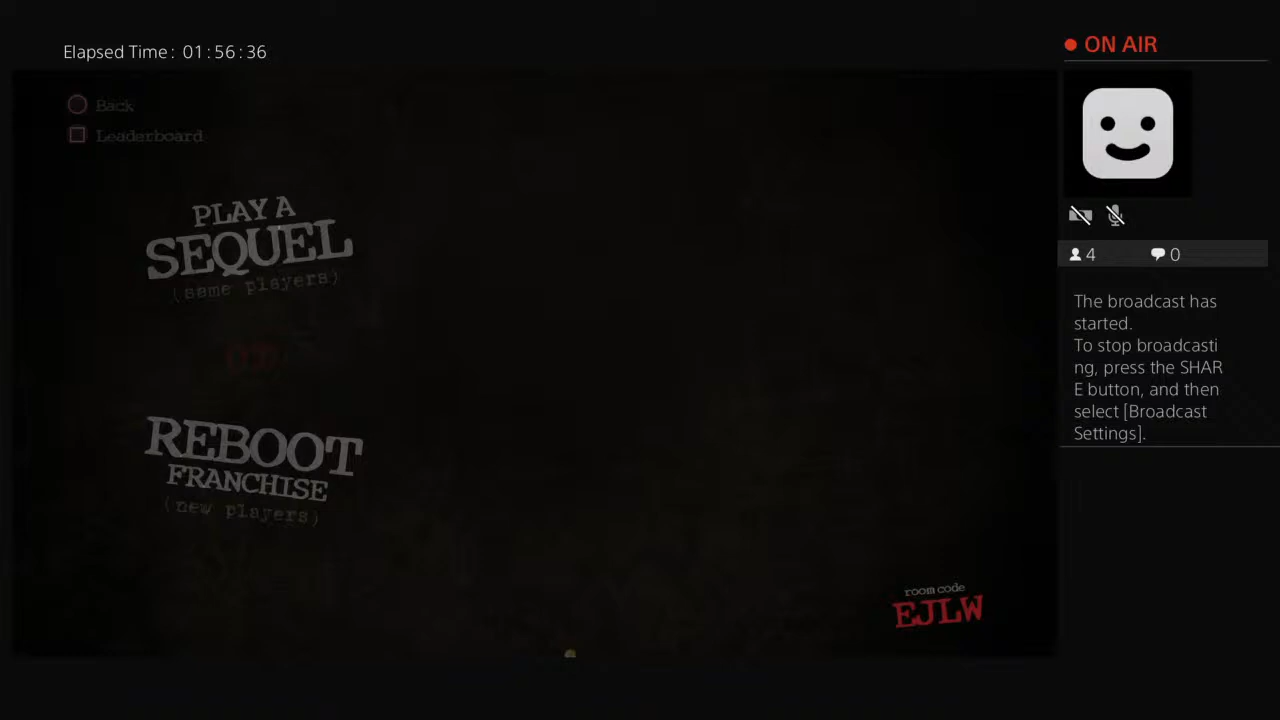 Elapsed Time: 01:56:36
ON AIR
Back
Leaderboard
PLAY A
SEQUEL
(same players)
REBOOT
FRANCHISE
(new players)
room code
EJLW
4
0
The broadcast has
started.
To stop broadcasti
ng, press the SHAR
E button, and then
select [Broadcast
Settings].